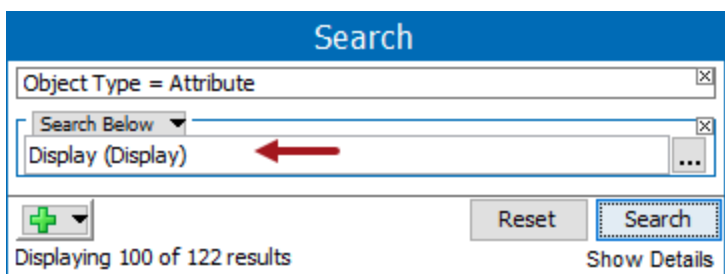 Search
Object Type = Attribute
Search Below
Display (Display)
...
Reset Search
Displaying 100 of 122 results Show Details